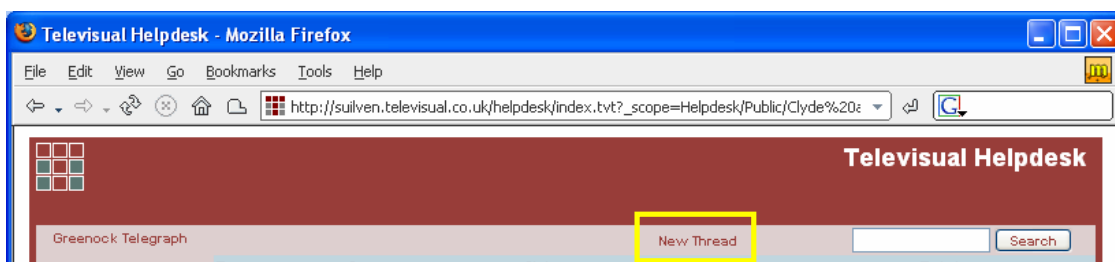 Televisual Helpdesk - Mozilla Firefox
File Edit View Go Bookmarks Tools Help
http://suilven.televisual.co.uk/helpdesk/index.tvt?_scope=Helpdesk/Public/Clyde%20a
G
Televisual Helpdesk
Greenock Telegraph New Thread Search